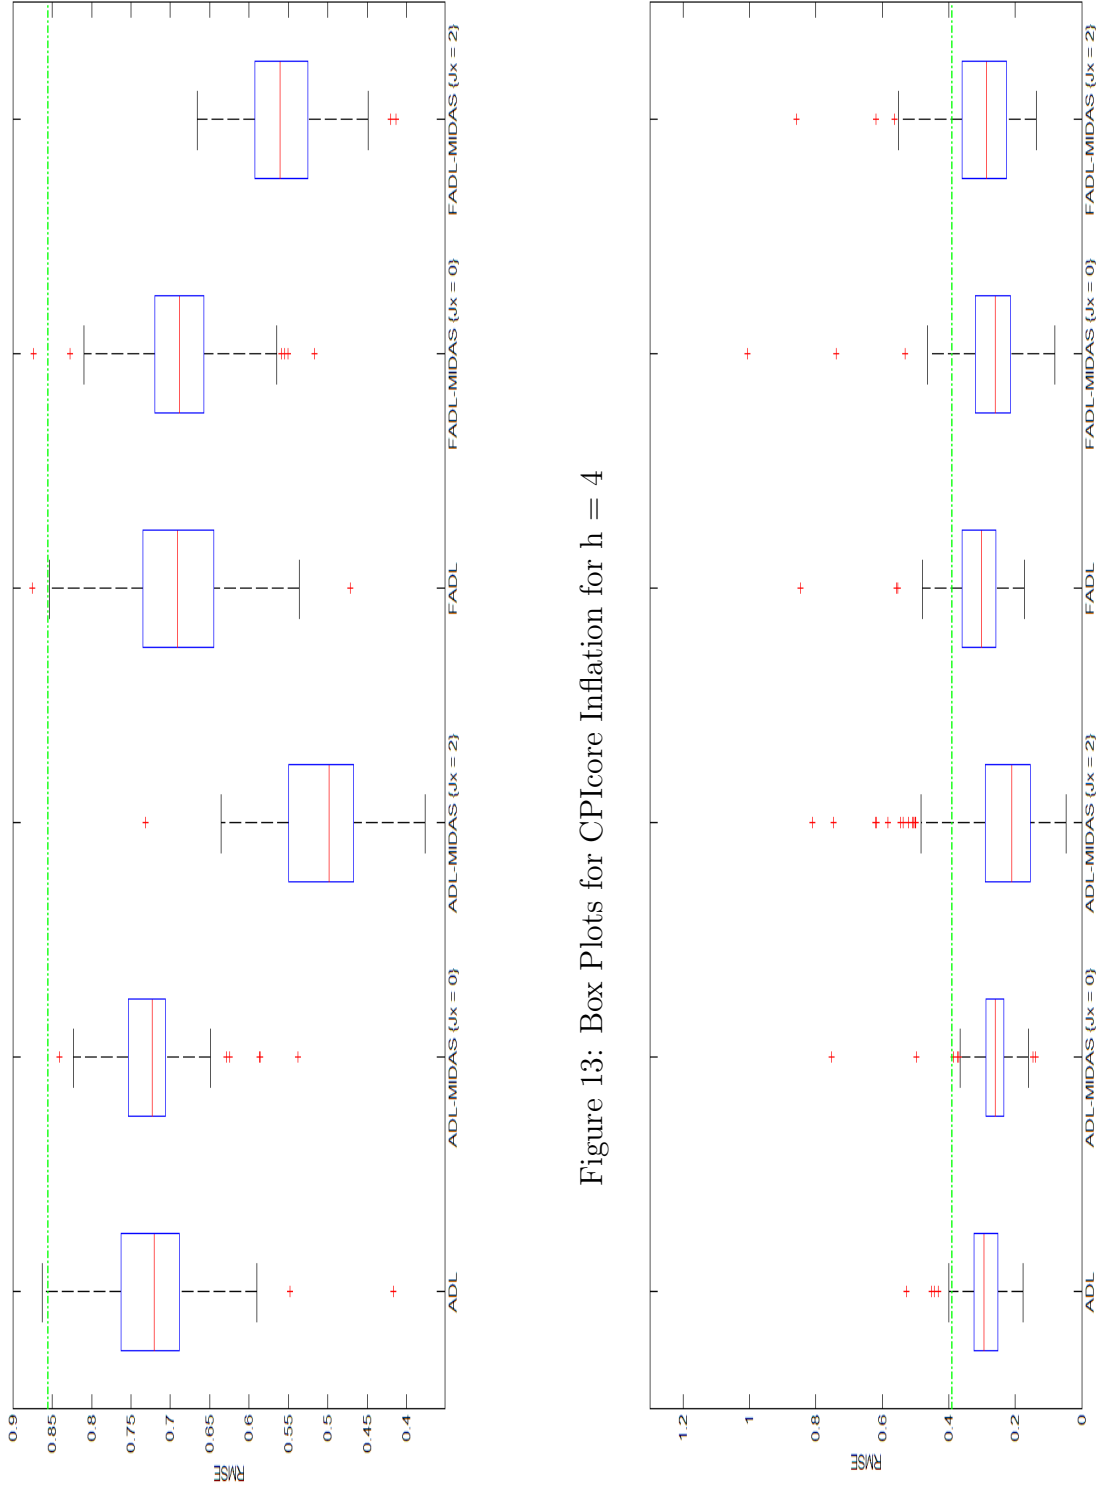 0.9
0.85
0.8
0.75
0.7
0.65
0.6
0.55
0.5
0.45
0.4
RMSE
ADL
ADL-MIDAS {Jx = 0}
ADL-MIDAS {Jx = 2}
FADL
FADL-MIDAS {Jx = 0}
FADL-MIDAS {Jx = 2}
Figure 13: Box Plots for CPIcore Inflation for h = 4
1.2
1
0.8
0.6
0.4
0.2
0
RMSE
ADL
ADL-MIDAS {Jx = 0}
ADL-MIDAS {Jx = 2}
FADL
FADL-MIDAS {Jx = 0}
FADL-MIDAS {Jx = 2}